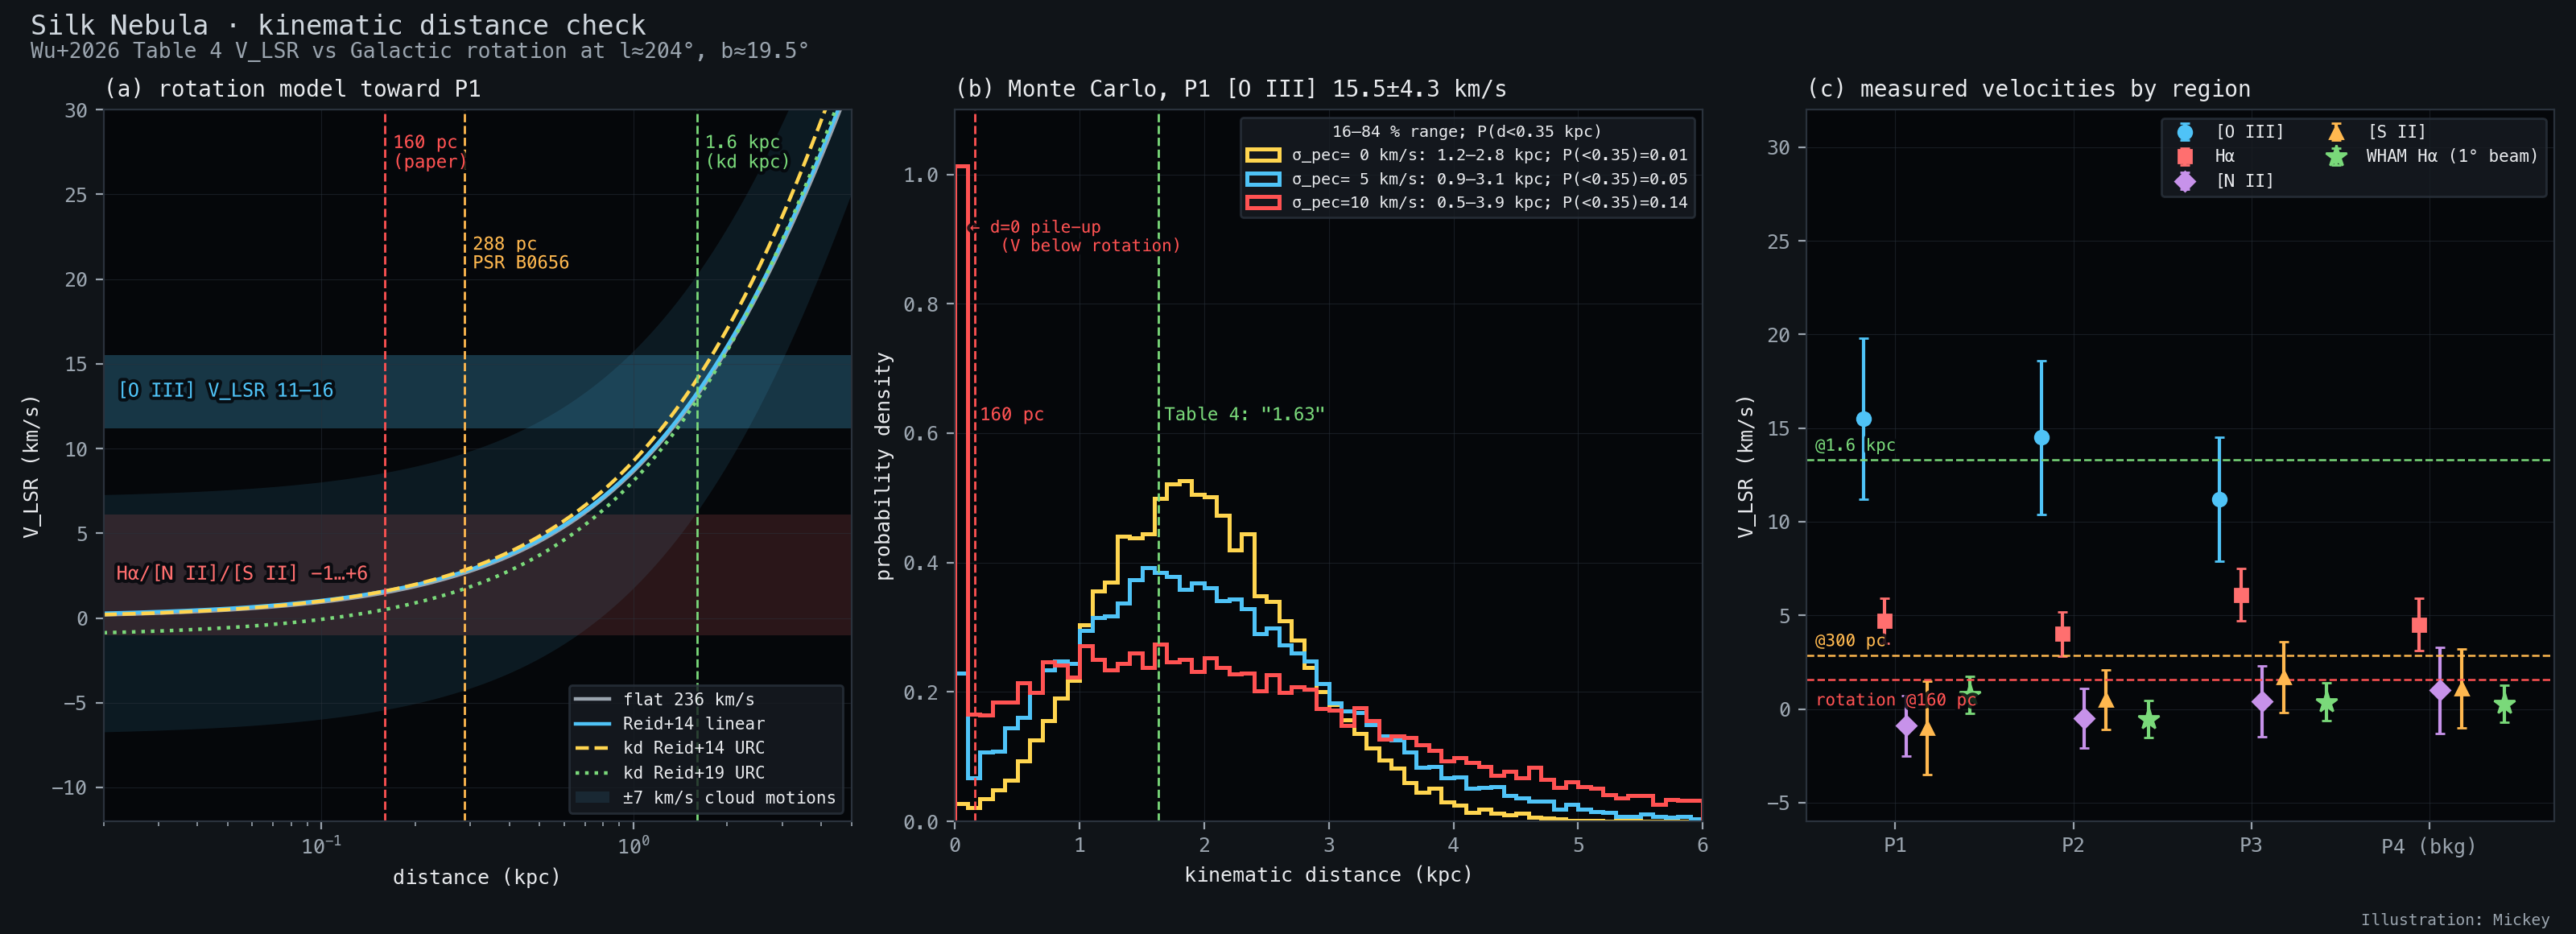 Silk Nebula · kinematic distance check
Wu+2026 Table 4 V_LSR vs Galactic rotation at l≈204°, b≈19.5°
(a) rotation model toward P1
30
25
20
15
10
5
0
−5
−10
V_LSR (km/s)
160 pc
(paper)
288 pc
PSR B0656
1.6 kpc
(kd kpc)
[O III] V_LSR 11–16
Hα/[N II]/[S II] −1…+6
flat 236 km/s
Reid+14 linear
kd Reid+14 URC
kd Reid+19 URC
±7 km/s cloud motions
10⁻¹
10⁰
distance (kpc)
(b) Monte Carlo, P1 [O III] 15.5±4.3 km/s
1.0
0.8
0.6
0.4
0.2
0.0
probability density
16–84 % range; P(d<0.35 kpc)
σ_pec= 0 km/s: 1.2–2.8 kpc; P(<0.35)=0.01
σ_pec= 5 km/s: 0.9–3.1 kpc; P(<0.35)=0.05
σ_pec=10 km/s: 0.5–3.9 kpc; P(<0.35)=0.14
← d=0 pile-up
(V below rotation)
160 pc
Table 4: "1.63"
0
1
2
3
4
5
6
kinematic distance (kpc)
(c) measured velocities by region
30
25
20
15
10
5
0
−5
V_LSR (km/s)
[O III]
Hα
[N II]
[S II]
WHAM Hα (1° beam)
@1.6 kpc
@300 pc
rotation @160 pc
P1
P2
P3
P4 (bkg)
Illustration: Mickey